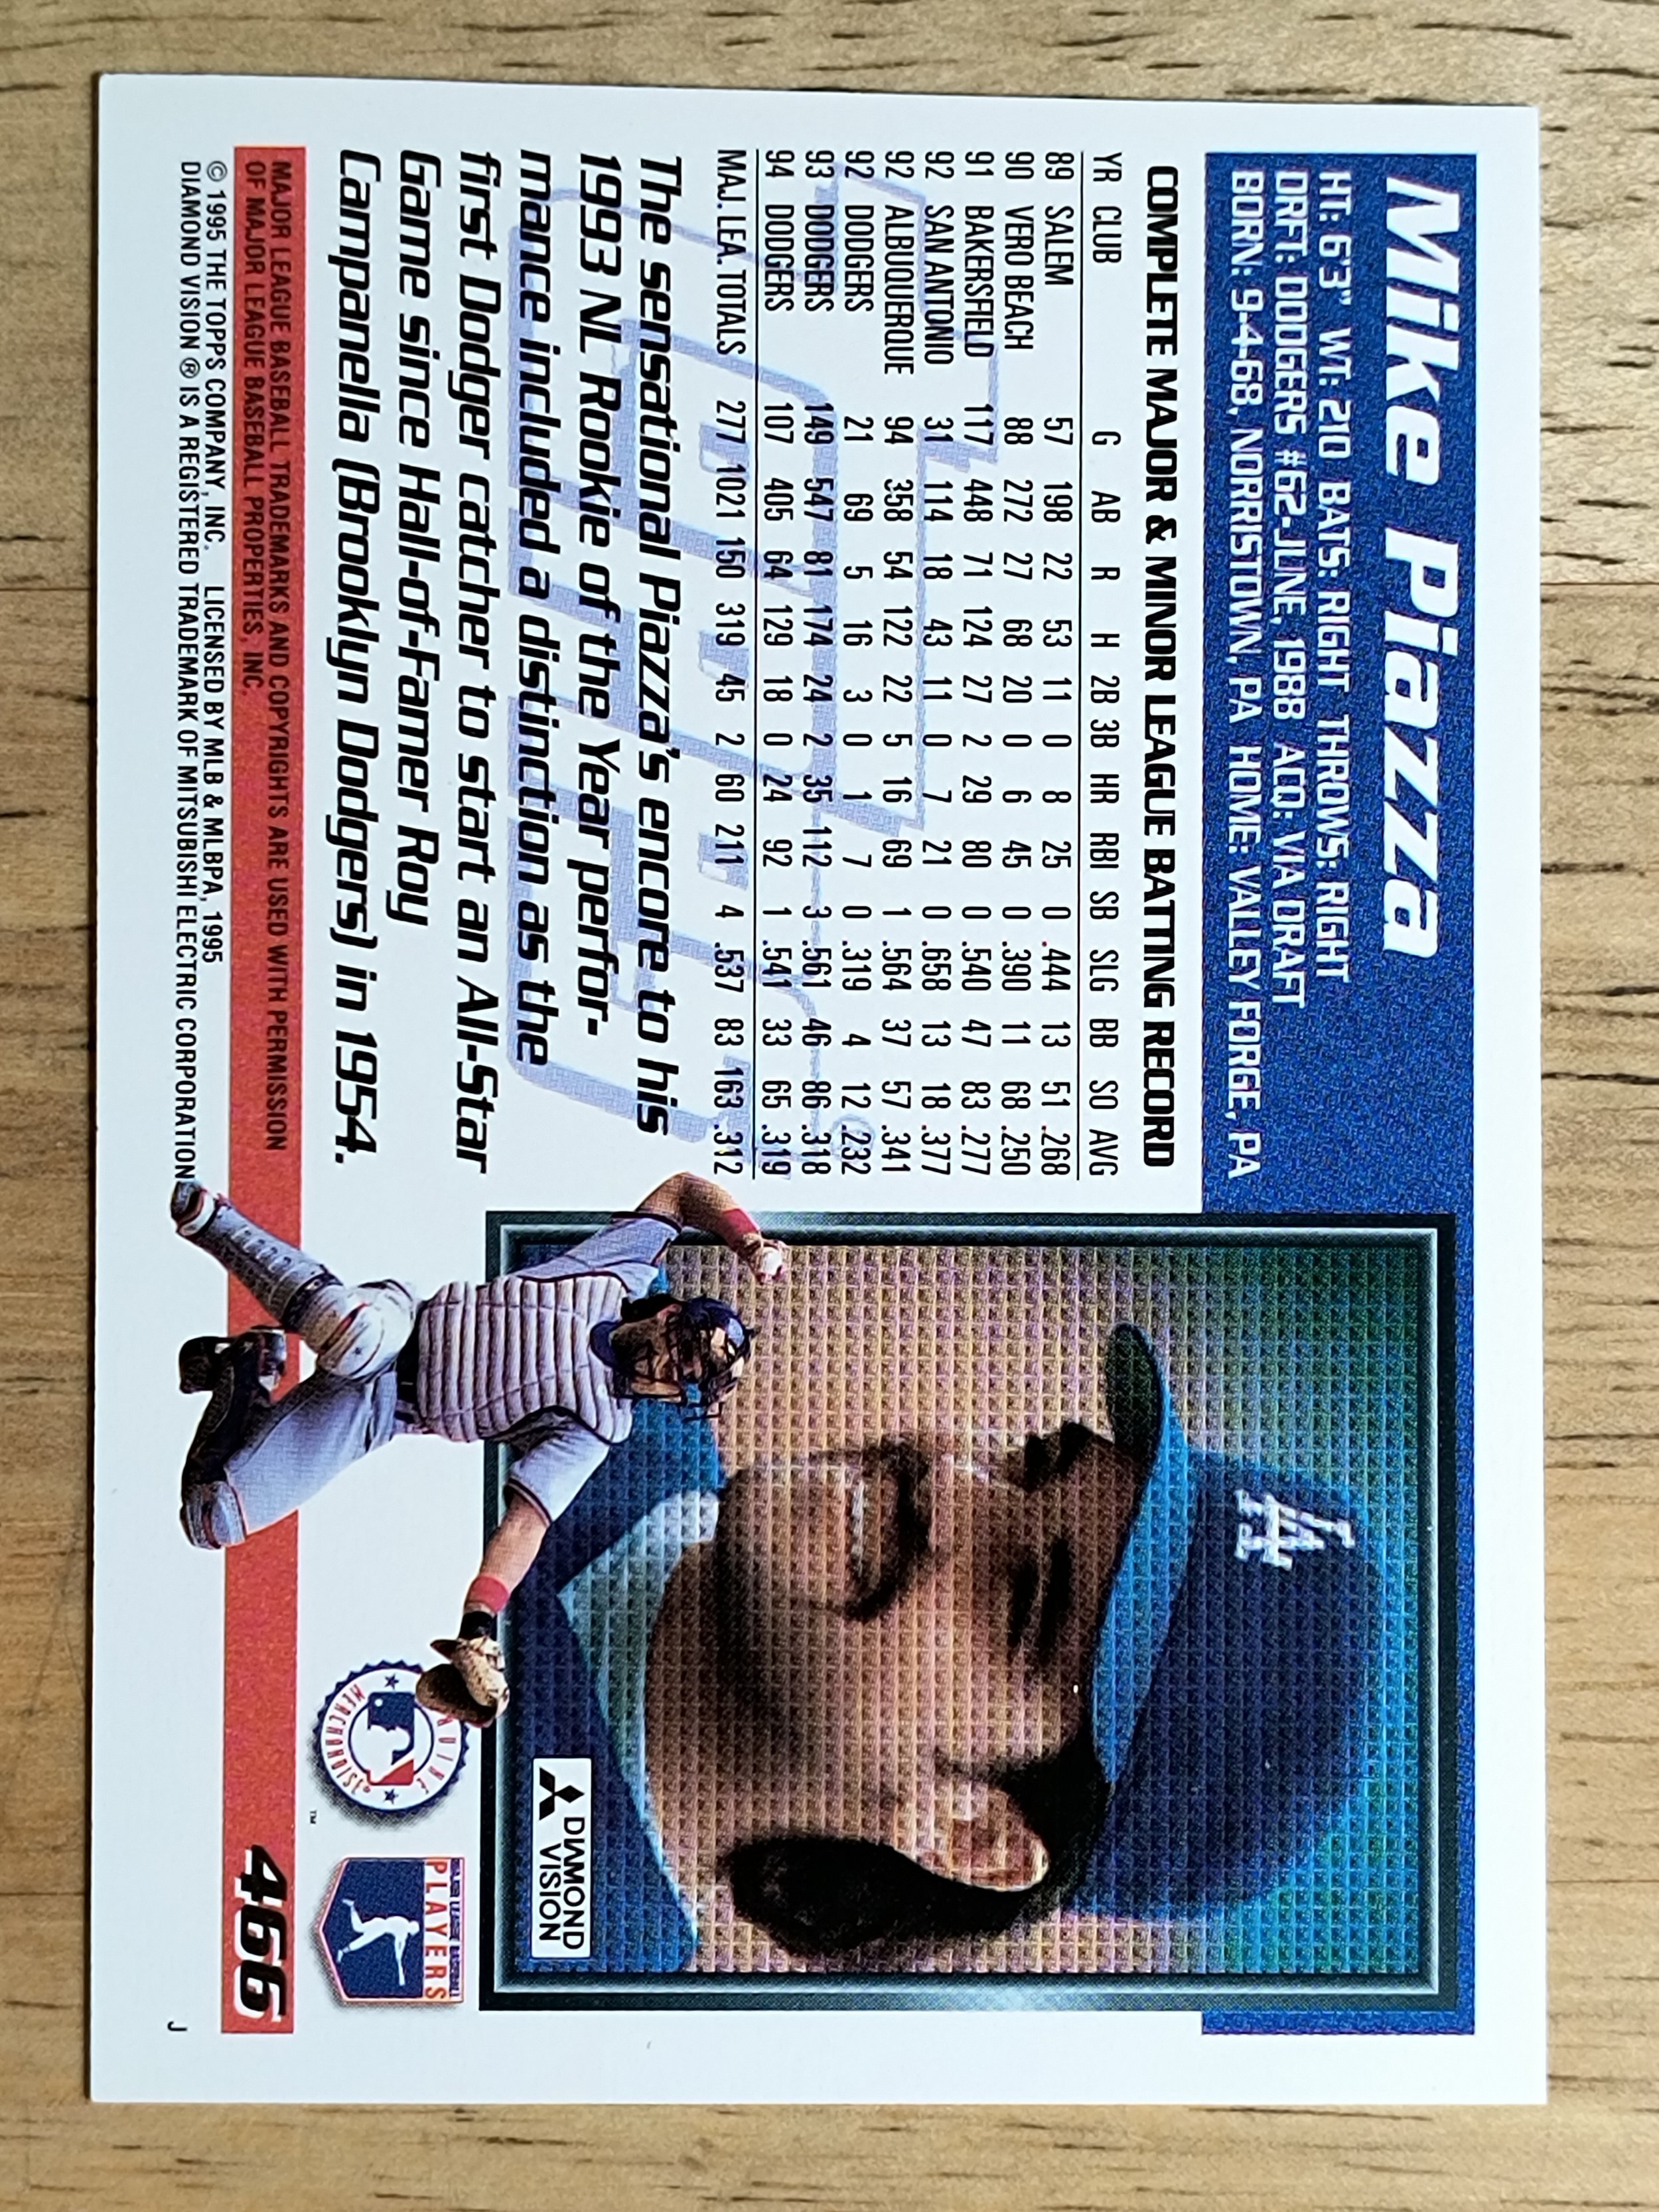 Mike Piazza
HT: 6'3" WT: 210 BATS: RIGHT THROWS: RIGHT
DRFT: DODGERS #62-JUNE, 1988 ACQ: VIA DRAFT
BORN: 9-4-68, NORRISTOWN, PA HOME: VALLEY FORGE, PA
COMPLETE MAJOR & MINOR LEAGUE BATTING RECORD
YR CLUB G AB R H 2B 3B HR RBI SB SLG BB SO AVG
89 SALEM 57 198 22 53 11 0 8 25 0 .444 13 51 .268
90 VERO BEACH 88 272 27 68 20 0 6 45 0 .390 11 68 .250
91 BAKERSFIELD 117 448 71 124 27 2 29 80 0 .540 47 83 .277
92 SAN ANTONIO 31 114 18 43 11 0 7 21 0 .658 13 18 .377
92 ALBUQUERQUE 94 358 54 122 22 5 16 69 1 .564 37 57 .341
92 DODGERS 21 69 5 16 3 0 1 7 0 .319 4 12 .232
93 DODGERS 149 547 81 174 24 2 35 112 3 .561 46 86 .318
94 DODGERS 107 405 64 129 18 0 24 92 1 .541 33 65 .319
MAJ. LEA. TOTALS 277 1021 150 319 45 2 60 211 4 .537 83 163 .312
The sensational Piazza's encore to his
1993 NL Rookie of the Year perfor-
mance included a distinction as the
first Dodger catcher to start an All-Star
Game since Hall-of-Famer Roy
Campanella (Brooklyn Dodgers) in 1954.
MAJOR LEAGUE BASEBALL TRADEMARKS AND COPYRIGHTS ARE USED WITH PERMISSION
OF MAJOR LEAGUE BASEBALL PROPERTIES, INC.
© 1995 THE TOPPS COMPANY, INC. LICENSED BY MLB & MLBPA, 1995
DIAMOND VISION ® IS A REGISTERED TRADEMARK OF MITSUBISHI ELECTRIC CORPORATION
LA
DIAMOND
VISION
MERCHANDISE
TM
MAJOR LEAGUE BASEBALL
PLAYERS
466
J